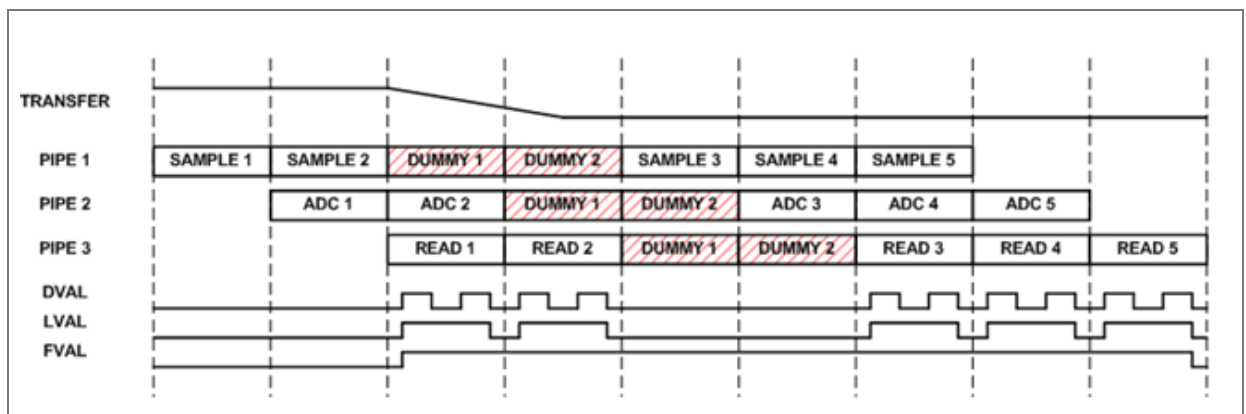 TRANSFER
PIPE 1 SAMPLE 1 SAMPLE 2 DUMMY 1 DUMMY 2 SAMPLE 3 SAMPLE 4 SAMPLE 5
PIPE 2 ADC 1 ADC 2 DUMMY 1 DUMMY 2 ADC 3 ADC 4 ADC 5
PIPE 3 READ 1 READ 2 DUMMY 1 DUMMY 2 READ 3 READ 4 READ 5
DVAL
LVAL
FVAL